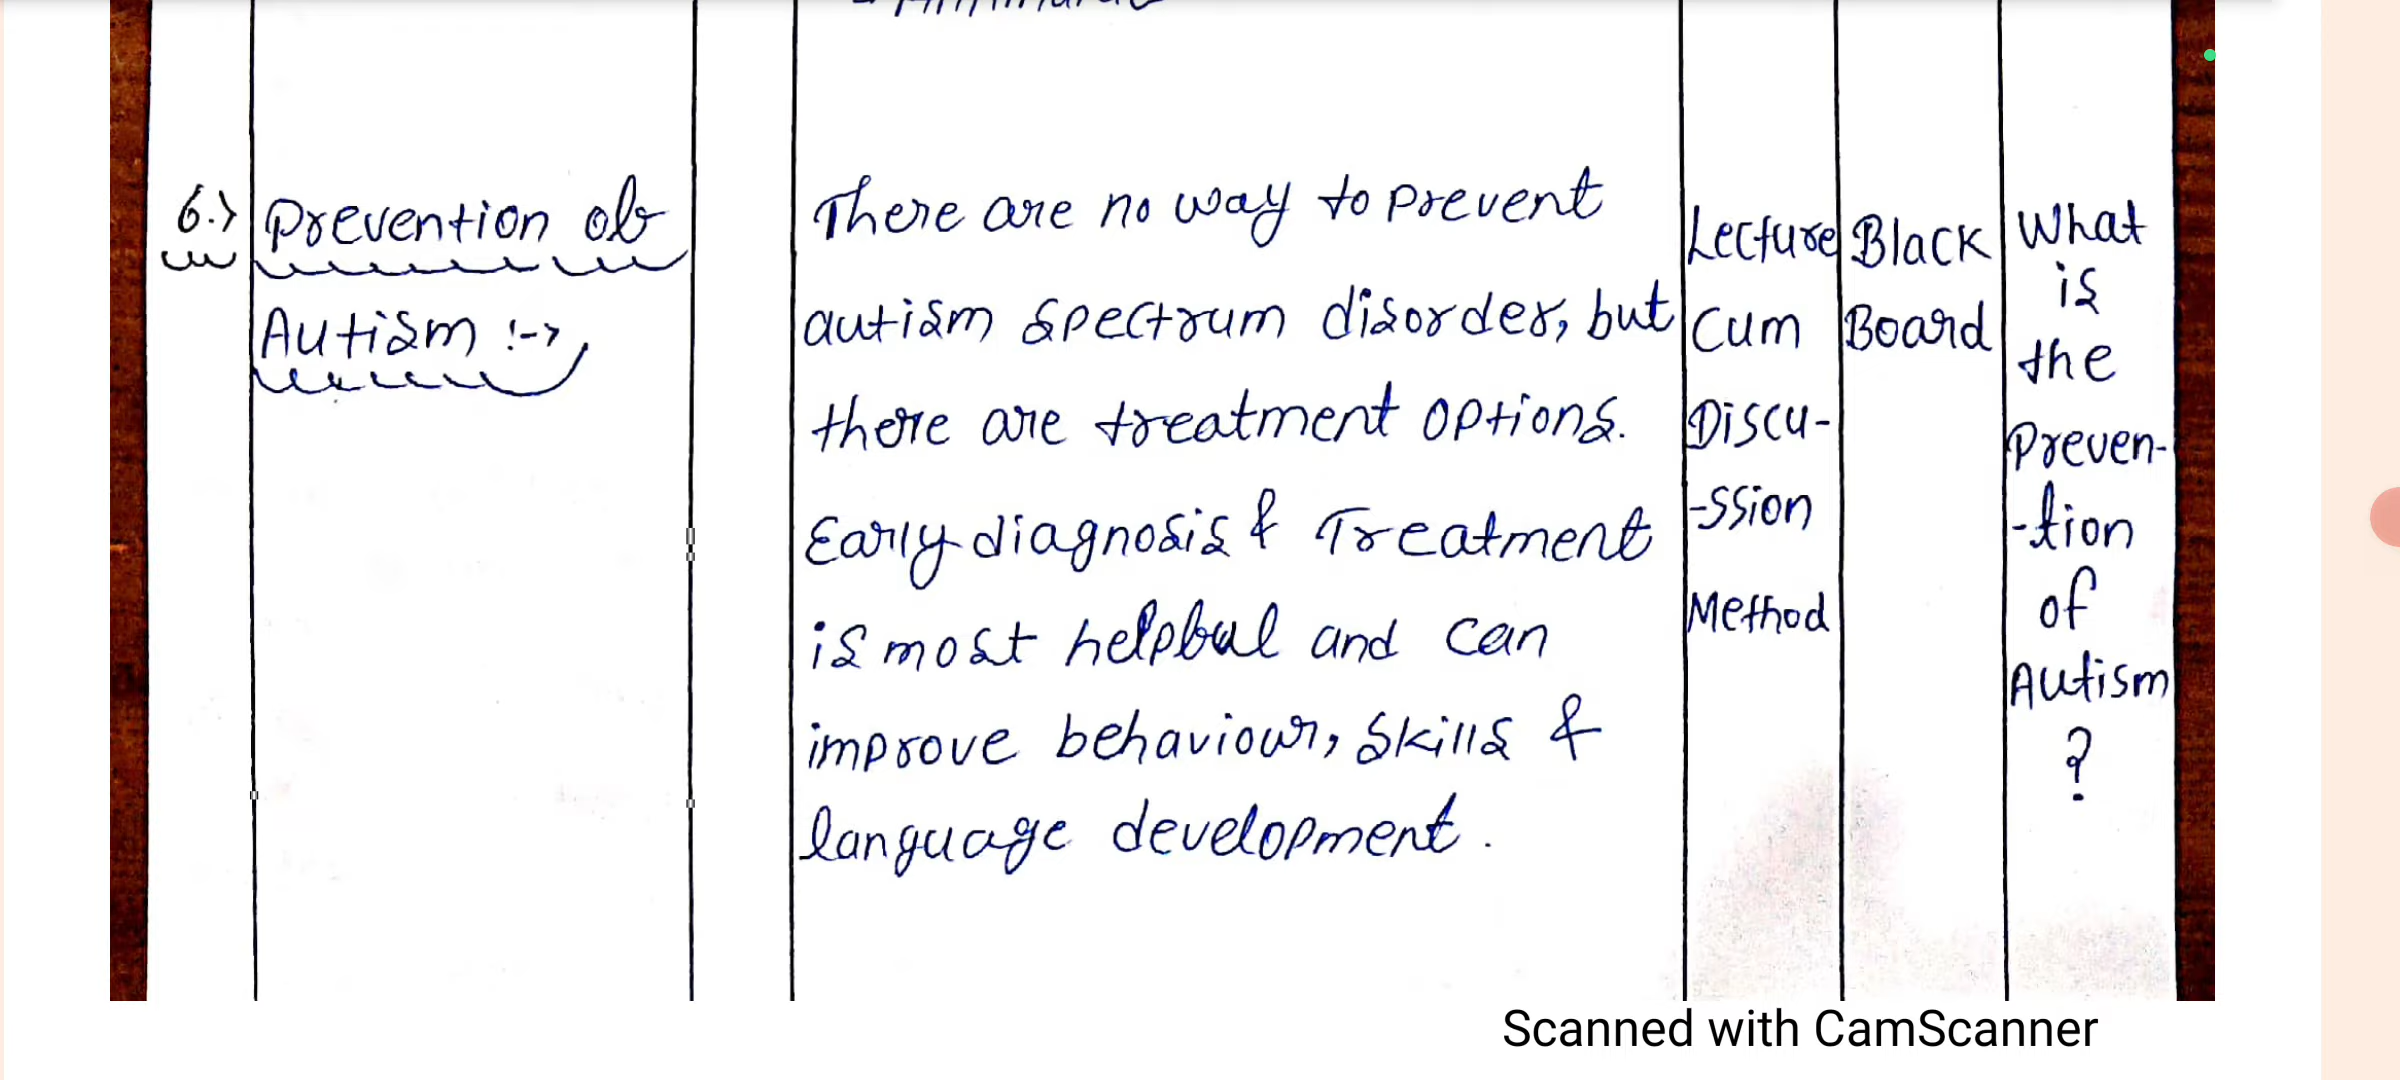 6.) Prevention of
Autism :->
There are no way to prevent
autism spectrum disorder, but
there are treatment options.
Early diagnosis & Treatment
is most helpful and can
improve behaviour, skills &
language development.
Lecture
Cum
Discu-
-ssion
Method
Black
Board
What
is
the
Preven-
-tion
of
Autism
?
Scanned with CamScanner